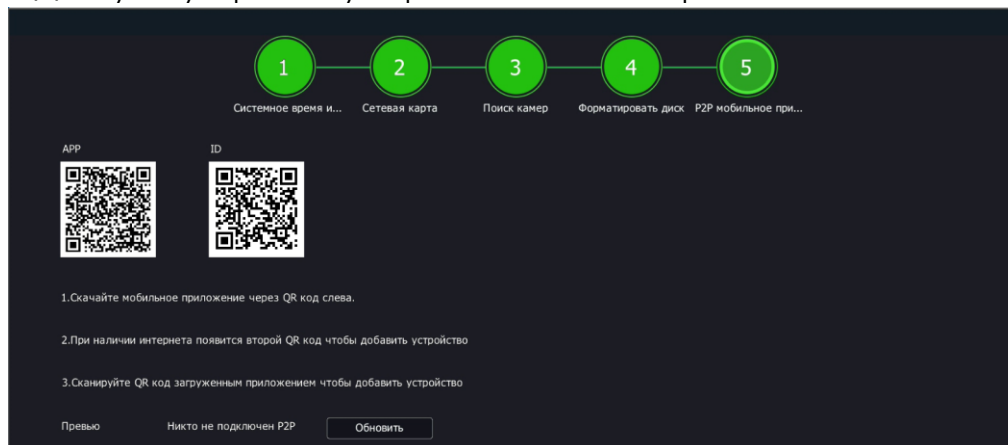 1 2 3 4 5
Системное время и... Сетевая карта Поиск камер Форматировать диск P2P мобильное при...
APP ID
1.Скачайте мобильное приложение через QR код слева.
2.При наличии интернета появится второй QR код чтобы добавить устройство
3.Сканируйте QR код загруженным приложением чтобы добавить устройство
Превью Никто не подключен P2P Обновить